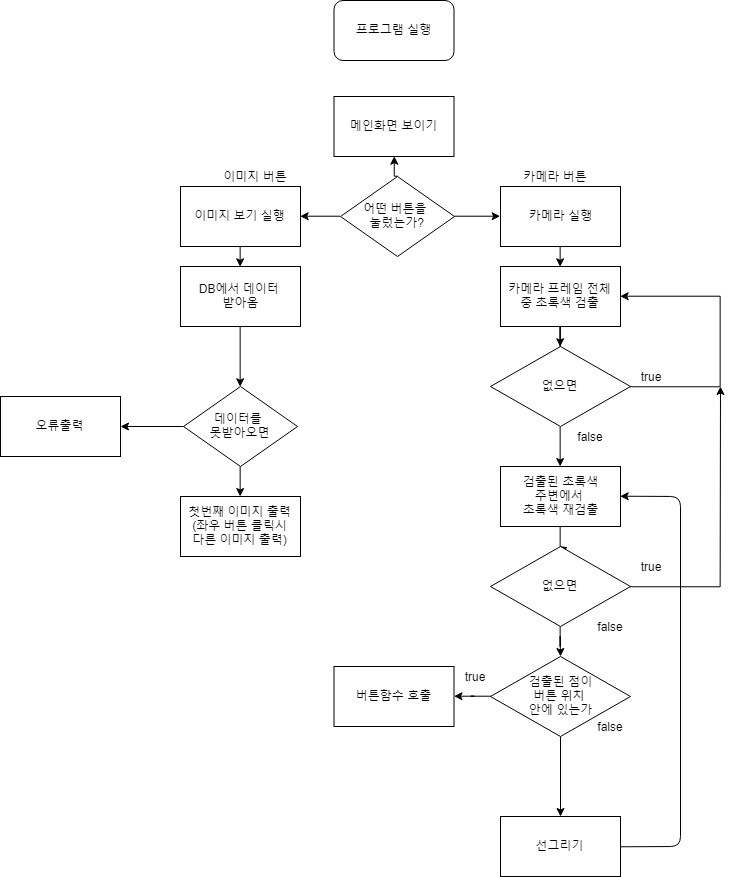 프로그램 실행
메인화면 보이기
이미지 버튼
카메라 버튼
이미지 보기 실행
어떤 버튼을
눌렀는가?
카메라 실행
DB에서 데이터
받아옴
카메라 프레임 전체
중 초록색 검출
없으면
true
데이터를
못받아오면
오류출력
false
첫번째 이미지 출력
(좌우 버튼 클릭시
다른 이미지 출력)
검출된 초록색
주변에서
초록색 재검출
없으면
true
false
검출된 점이
버튼 위치
안에 있는가
true
버튼함수 호출
false
선그리기